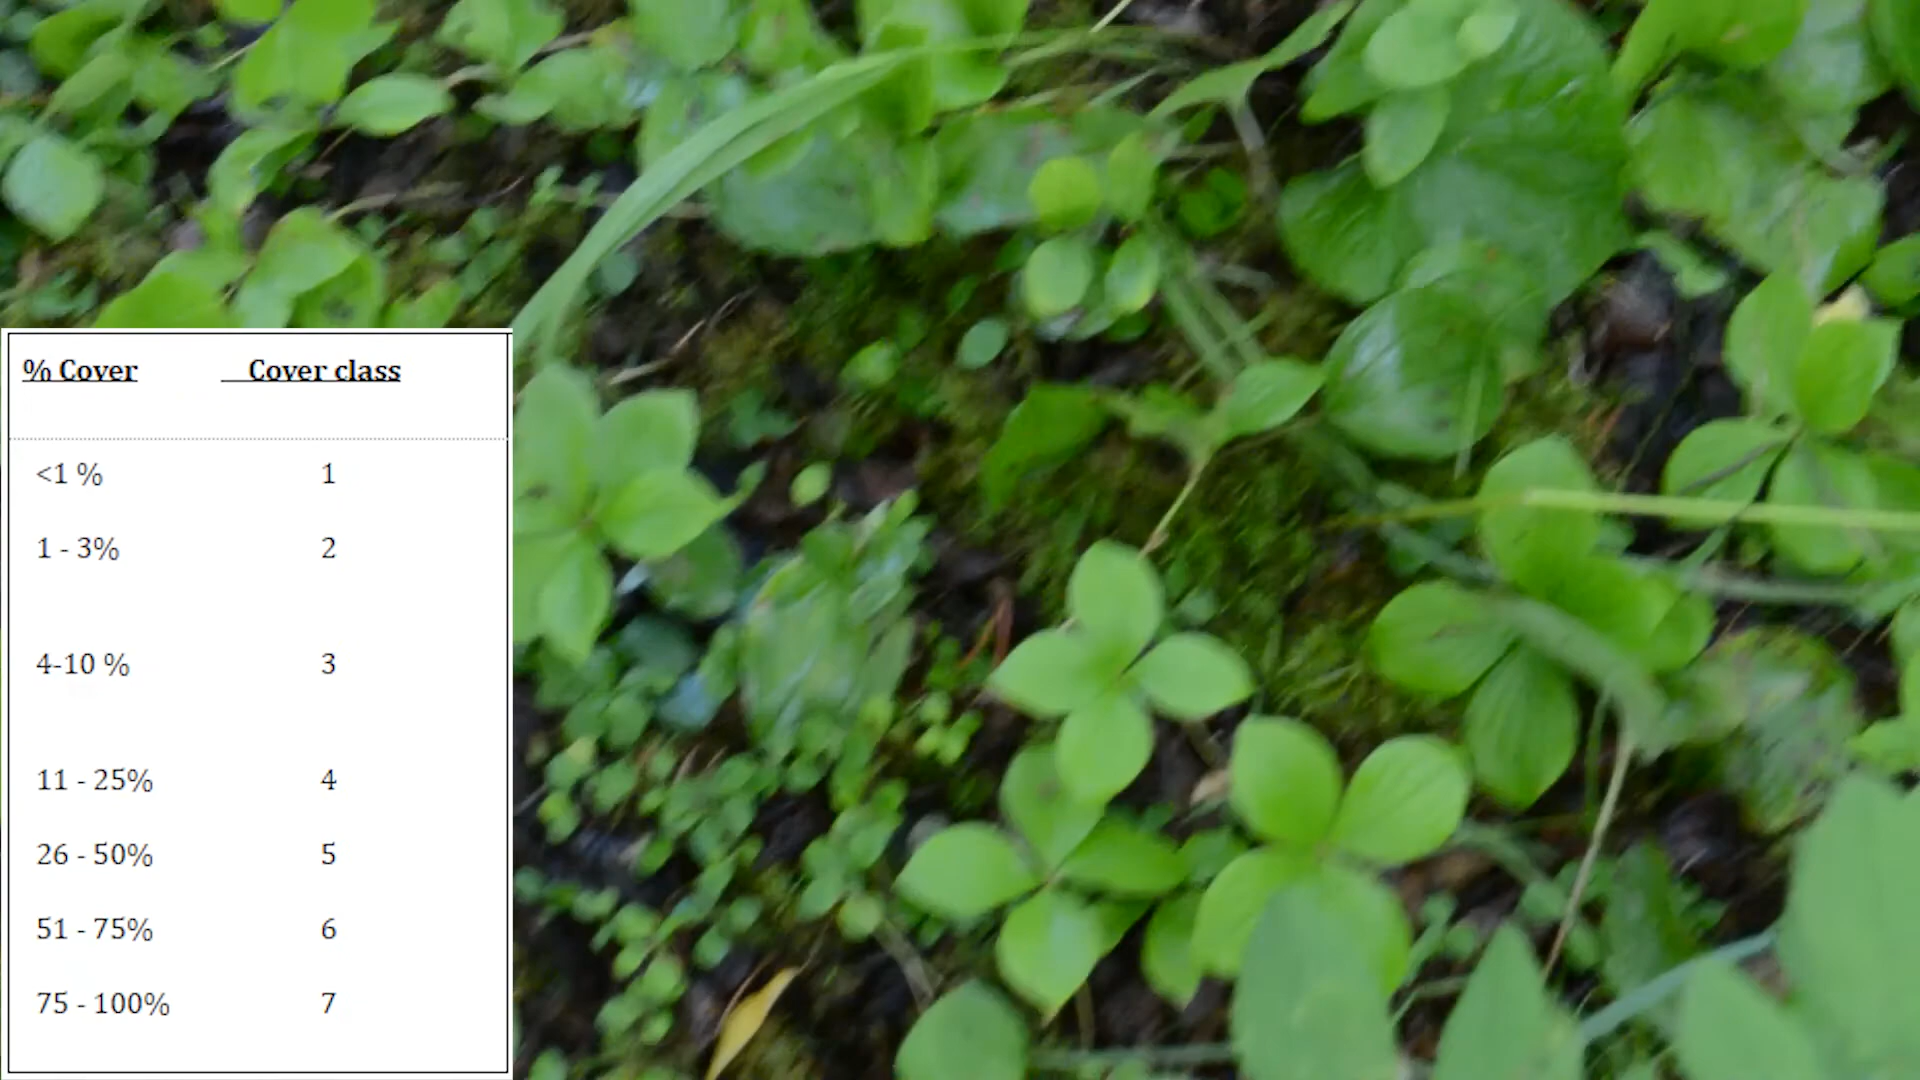 % Cover Cover class
<1 % 1
1 - 3% 2
4-10 % 3
11 - 25% 4
26 - 50% 5
51 - 75% 6
75 - 100% 7